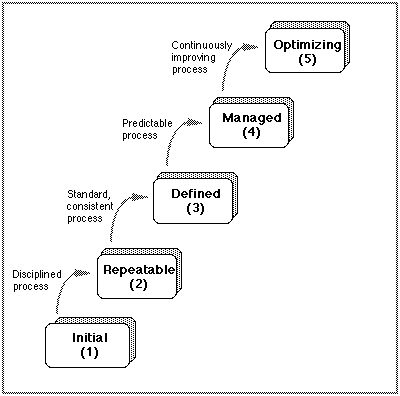 Continuously
improving
process
Optimizing
(5)
Predictable
process
Managed
(4)
Standard,
consistent
process
Defined
(3)
Disciplined
process
Repeatable
(2)
Initial
(1)